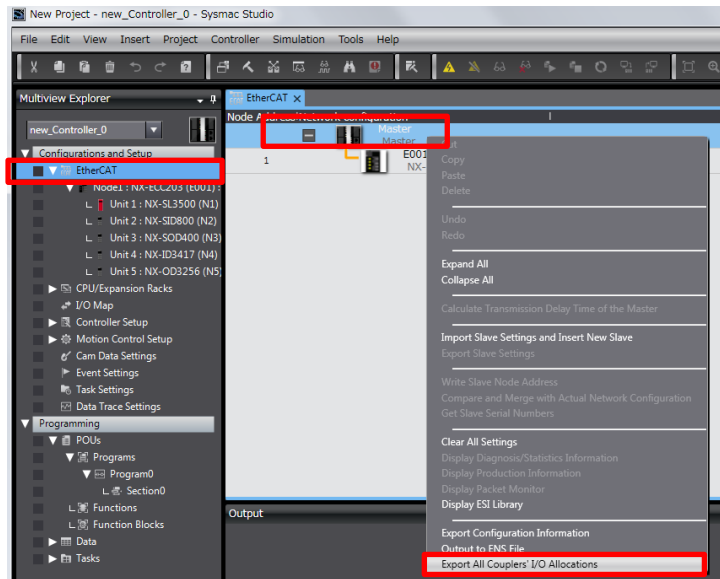 New Project - new_Controller_0 - Sysmac Studio
File Edit View Insert Project Controller Simulation Tools Help
Multiview Explorer
new_Controller_0
Configurations and Setup
EtherCAT
Node1 : NX-ECC203 (E001) :
Unit 1 : NX-SL3500 (N1)
Unit 2 : NX-SID800 (N2)
Unit 3 : NX-SOD400 (N3)
Unit 4 : NX-ID3417 (N4)
Unit 5 : NX-OD3256 (N5
CPU/Expansion Racks
I/O Map
Controller Setup
Motion Control Setup
Cam Data Settings
Event Settings
Task Settings
Data Trace Settings
Programming
POUs
Programs
Program0
Section0
Functions
Function Blocks
Data
Tasks
EtherCAT
Node Address Network configuration
Master
Master
1
E001
NX-
Cut
Copy
Paste
Delete
Undo
Redo
Expand All
Collapse All
Calculate Transmission Delay Time of the Master
Import Slave Settings and Insert New Slave
Export Slave Settings
Write Slave Node Address
Compare and Merge with Actual Network Configuration
Get Slave Serial Numbers
Clear All Settings
Display Diagnosis/Statistics Information
Display Production Information
Display Packet Monitor
Display ESI Library
Export Configuration Information
Output to ENS File
Export All Couplers' I/O Allocations
Output